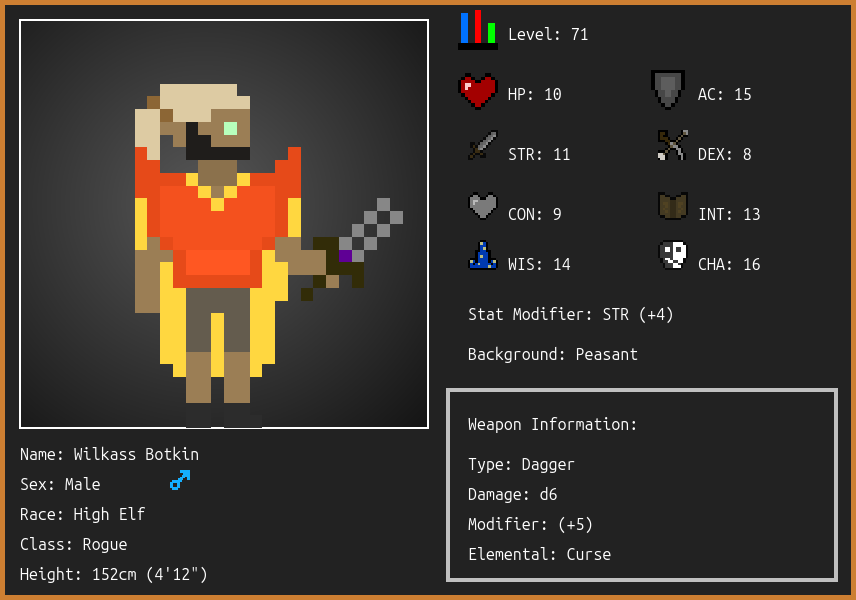 Level: 71
HP: 10
AC: 15
STR: 11
DEX: 8
CON: 9
INT: 13
WIS: 14
CHA: 16
Stat Modifier: STR (+4)
Background: Peasant
Weapon Information:
Type: Dagger
Damage: d6
Modifier: (+5)
Elemental: Curse
Name: Wilkass Botkin
Sex: Male
Race: High Elf
Class: Rogue
Height: 152cm (4'12")